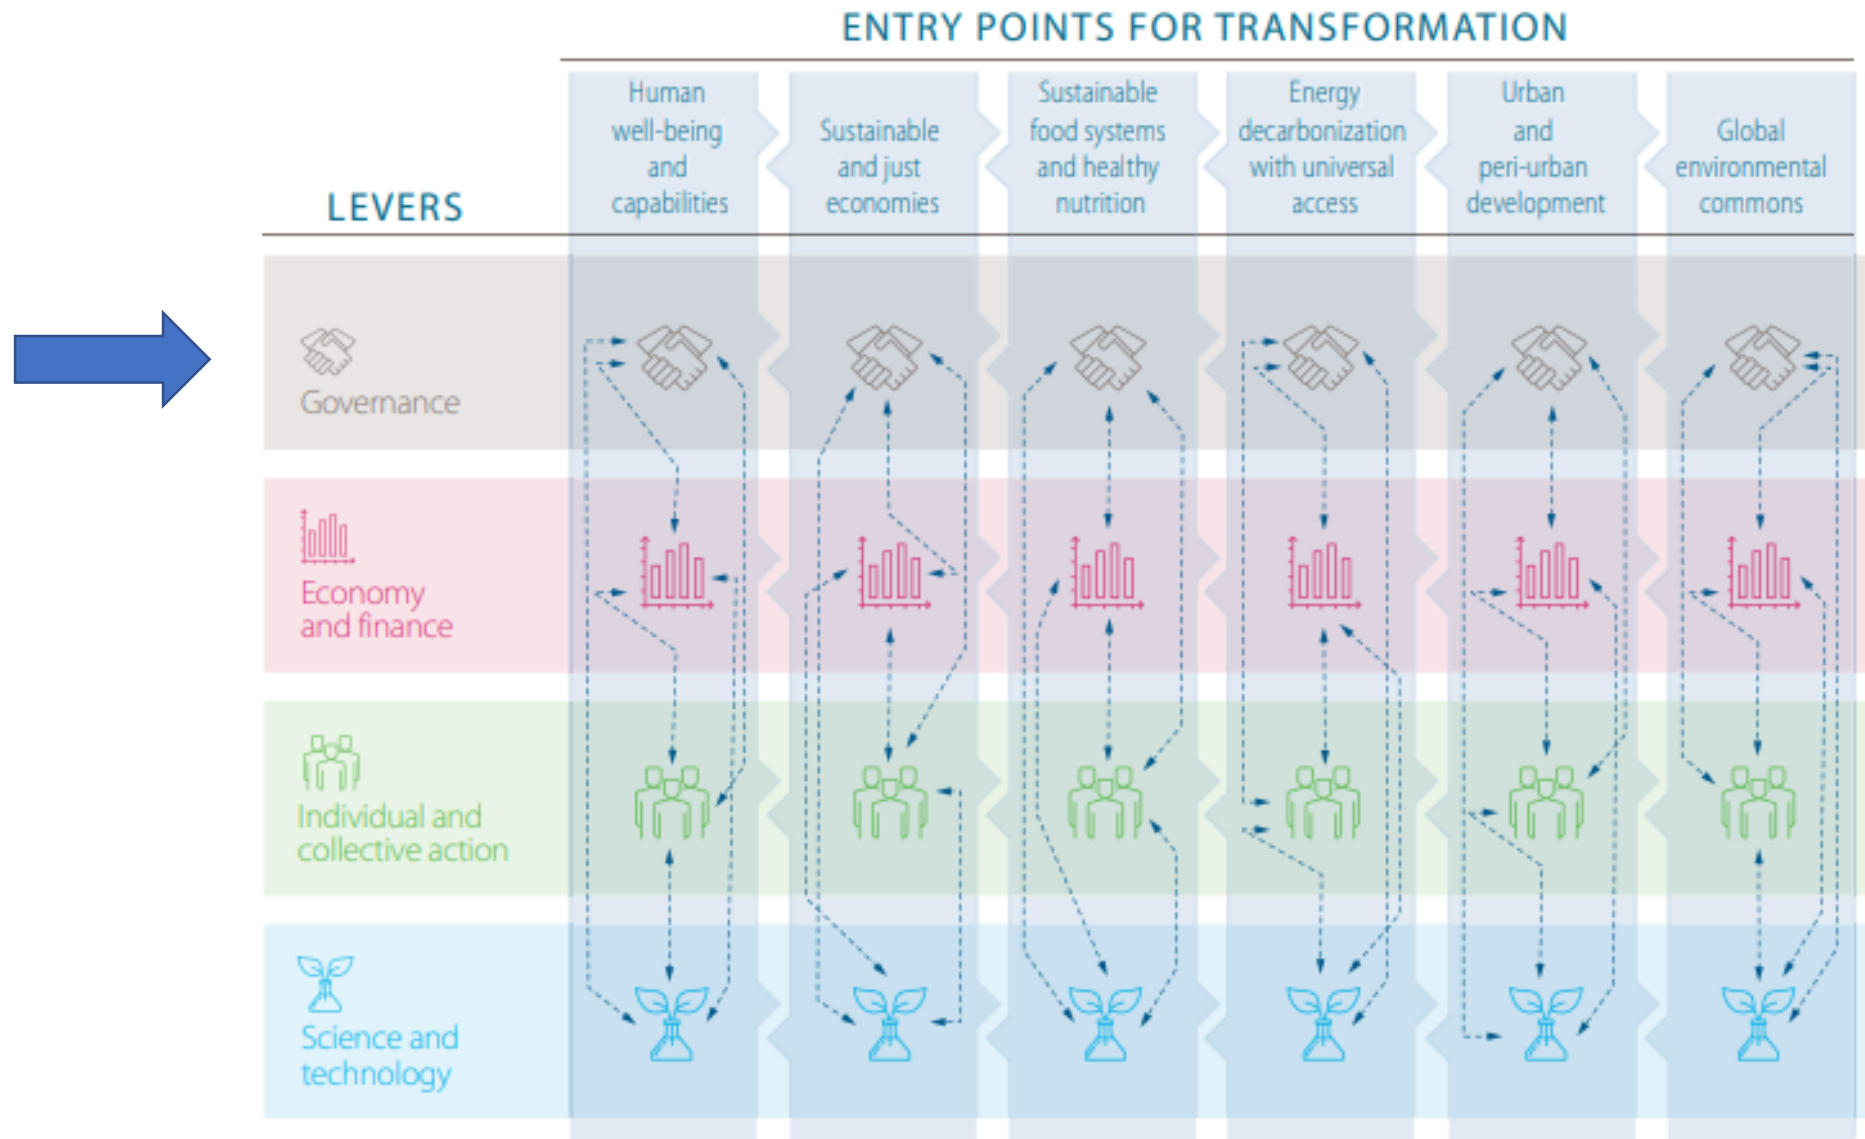 ENTRY POINTS FOR TRANSFORMATION
LEVERS
Human
well-being
and
capabilities
Sustainable
and just
economies
Sustainable
food systems
and healthy
nutrition
Energy
decarbonization
with universal
access
Urban
and
peri-urban
development
Global
environmental
commons
Governance
Economy
and finance
Individual and
collective action
Science and
technology